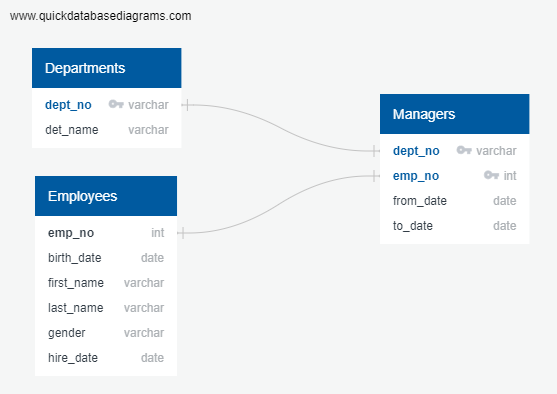 www.quickdatabasediagrams.com
Departments
dept_no varchar
det_name varchar
Employees
emp_no int
birth_date date
first_name varchar
last_name varchar
gender varchar
hire_date date
Managers
dept_no varchar
emp_no int
from_date date
to_date date